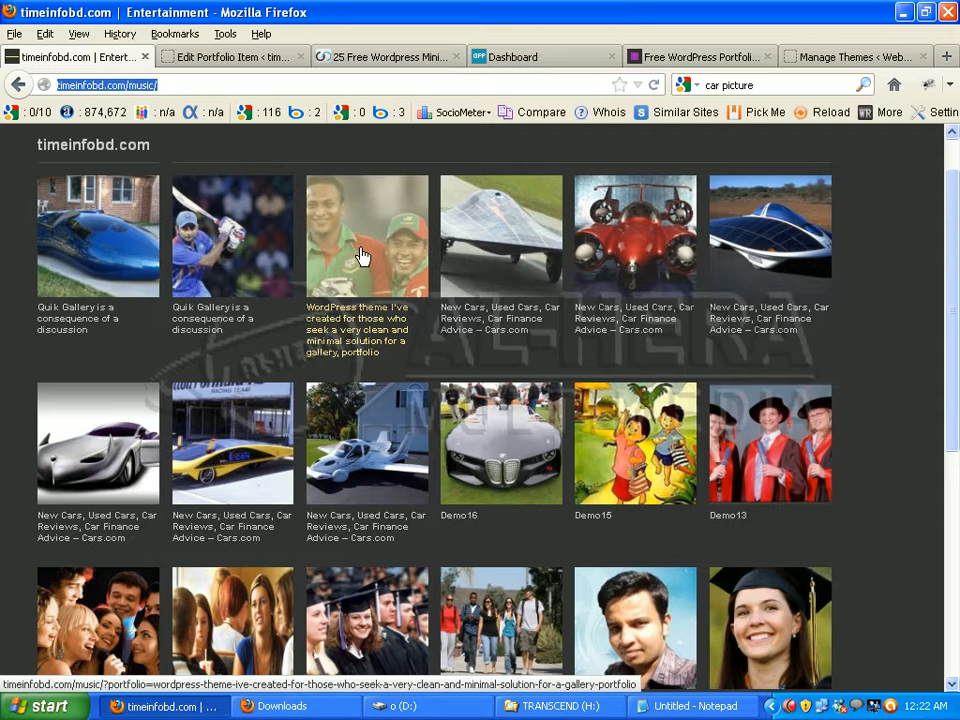 timeinfobd.com | Entertainment - Mozilla Firefox
File Edit View History Bookmarks Tools Help
timeinfobd.com | Entert... Edit Portfolio Item ‹ tim... 25 Free Wordpress Mini... Dashboard Free WordPress Portfoli... Manage Themes ‹ Web...
timeinfobd.com/music/ car picture
: 0/10 : 874,672 : n/a : n/a : 116 : 2 : 0 : 3 SocioMeter Compare Whois Similar Sites Pick Me Reload More Settin
timeinfobd.com
Quik Gallery is a
consequence of a
discussion
Quik Gallery is a
consequence of a
discussion
WordPress theme I've
created for those who
seek a very clean and
minimal solution for a
gallery, portfolio
New Cars, Used Cars, Car
Reviews, Car Finance
Advice – Cars.com
New Cars, Used Cars, Car
Reviews, Car Finance
Advice – Cars.com
New Cars, Used Cars, Car
Reviews, Car Finance
Advice – Cars.com
AL-HERA
MULTIMEDIA
RACING TEAM
New Cars, Used Cars, Car
Reviews, Car Finance
Advice – Cars.com
New Cars, Used Cars, Car
Reviews, Car Finance
Advice – Cars.com
New Cars, Used Cars, Car
Reviews, Car Finance
Advice – Cars.com
Demo16
Demo15
Demo13
timeinfobd.com/music/?portfolio=wordpress-theme-ive-created-for-those-who-seek-a-very-clean-and-minimal-solution-for-a-gallery-portfolio
start timeinfobd.com | ... Downloads o (D:) TRANSCEND (H:) Untitled - Notepad 12:22 AM